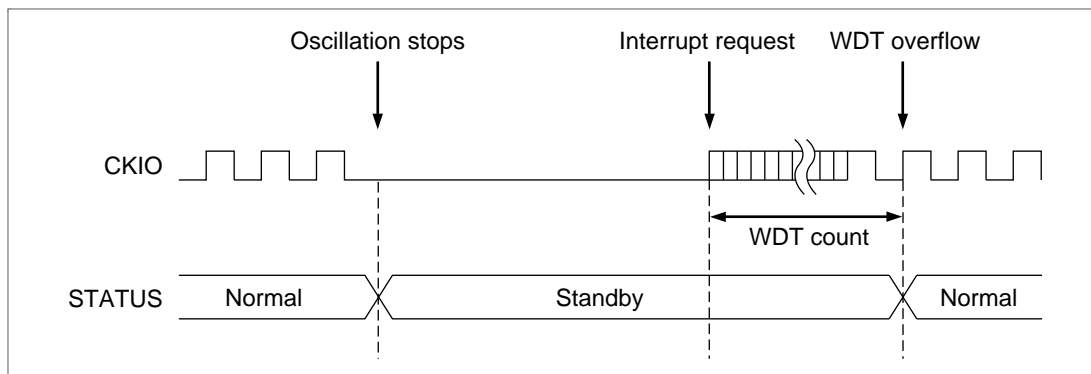 Oscillation stops
Interrupt request
WDT overflow
CKIO
WDT count
STATUS
Normal
Standby
Normal